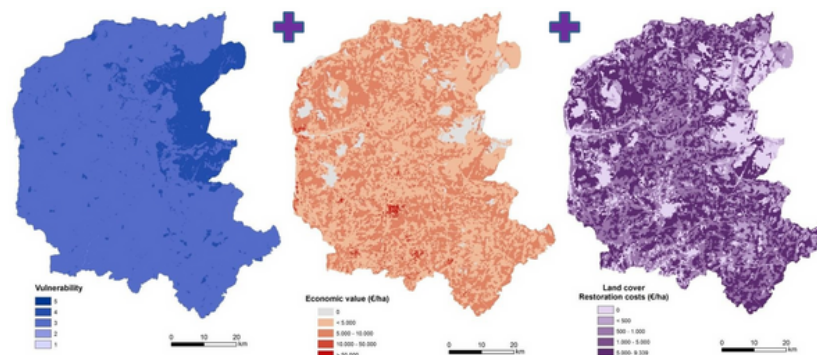 Vulnerability
5
4
3
2
1
0 10 20
km
Economic value (€/ha)
0
< 5.000
5.000 - 10.000
10.000 - 50.000
0 10 20
km
Land cover
Restoration costs (€/ha)
0
< 500
500 - 1.000
1.000 - 5.000
0 10 20
km